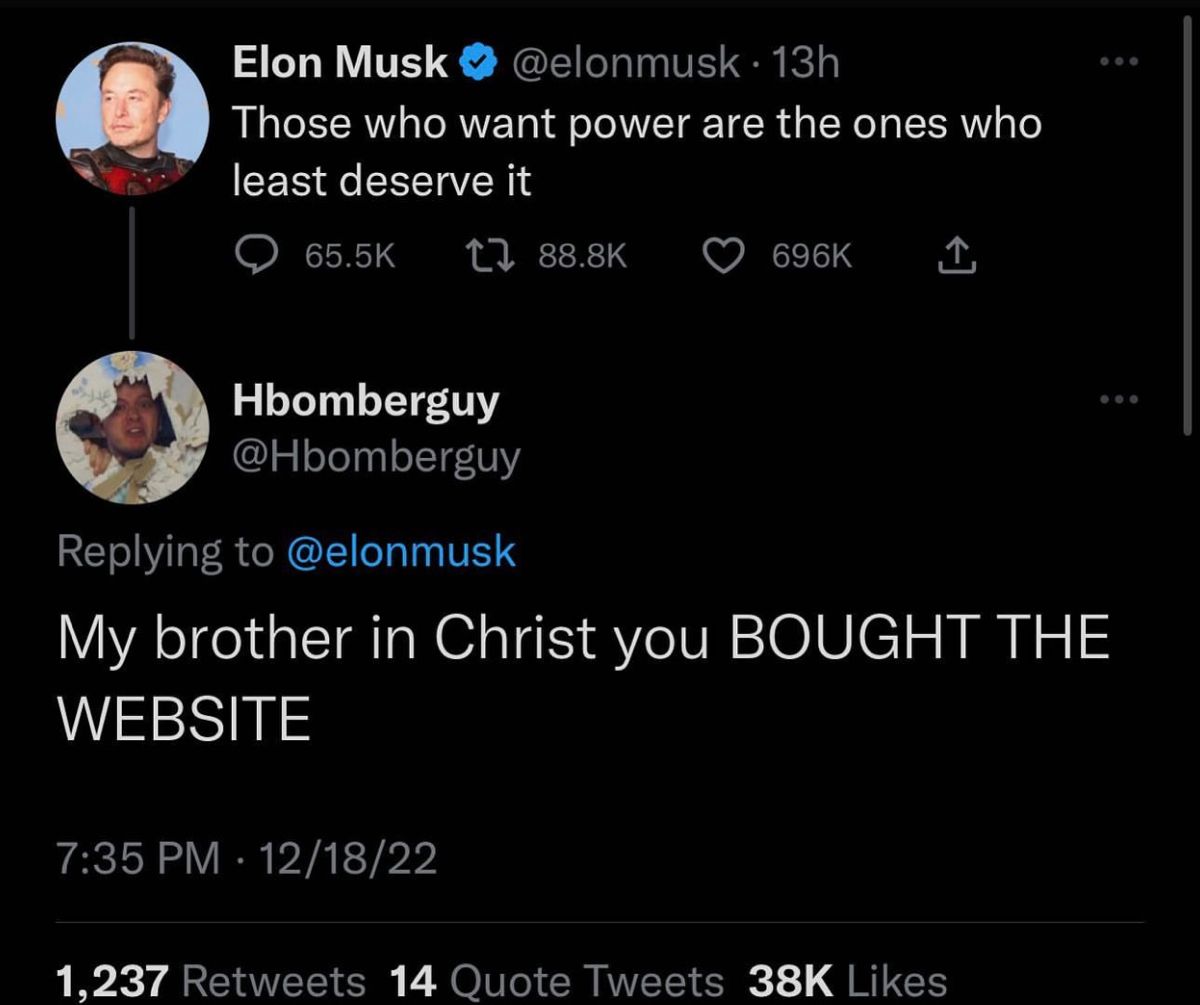 Elon Musk @elonmusk · 13h
Those who want power are the ones who
least deserve it
65.5K 88.8K 696K
Hbomberguy
@Hbomberguy
Replying to @elonmusk
My brother in Christ you BOUGHT THE
WEBSITE
7:35 PM · 12/18/22
1,237 Retweets 14 Quote Tweets 38K Likes